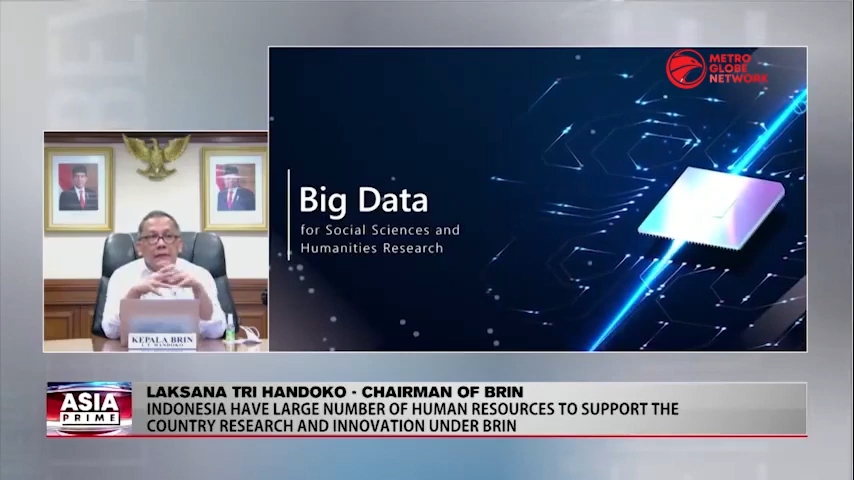 METRO
GLOBE
NETWORK
Big Data
for Social Sciences and
Humanities Research
KEPALA BRIN
L.T. HANDOKO
ASIA
PRIME
LAKSANA TRI HANDOKO - CHAIRMAN OF BRIN
INDONESIA HAVE LARGE NUMBER OF HUMAN RESOURCES TO SUPPORT THE
COUNTRY RESEARCH AND INNOVATION UNDER BRIN